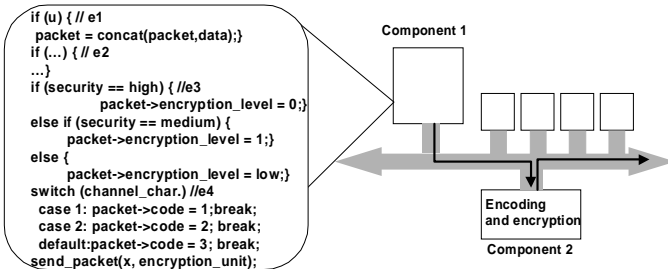 if (u) { // e1
packet = concat(packet,data);}
if (...) { // e2
...}
if (security == high) { //e3
packet->encryption_level = 0;}
else if (security == medium) {
packet->encryption_level = 1;}
else {
packet->encryption_level = low;}
switch (channel_char.) //e4
case 1: packet->code = 1;break;
case 2: packet->code = 2; break;
default:packet->code = 3; break;
send_packet(x, encryption_unit);
Component 1
Encoding
and encryption
Component 2